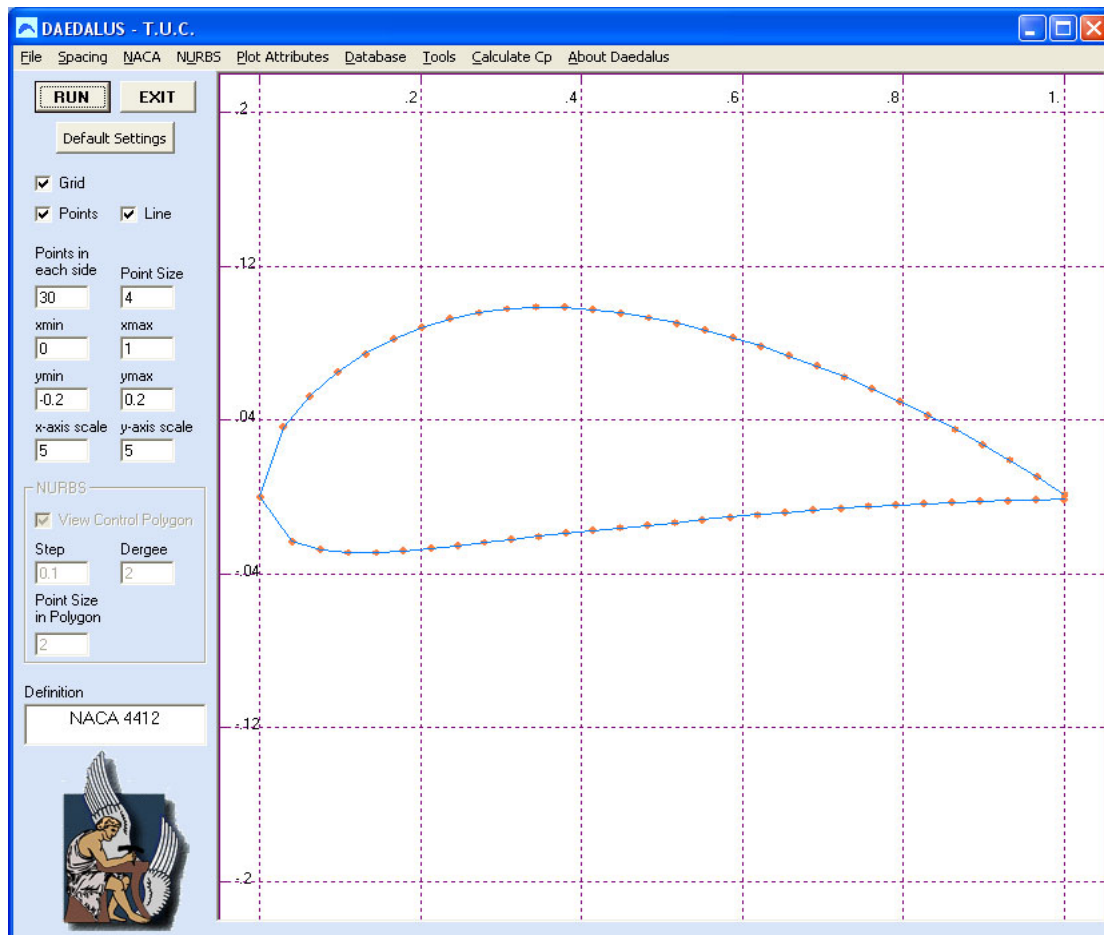 DAEDALUS - T.U.C.
File Spacing NACA NURBS Plot Attributes Database Tools Calculate Cp About Daedalus
RUN EXIT
Default Settings
Grid
Points Line
Points in
each side Point Size
30 4
xmin xmax
0 1
ymin ymax
-0.2 0.2
x-axis scale y-axis scale
5 5
NURBS
View Control Polygon
Step Dergee
0.1 2
Point Size
in Polygon
2
Definition
NACA 4412
.2 .4 .6 .8 1.
.2
.12
.04
-.04
-.12
-.2